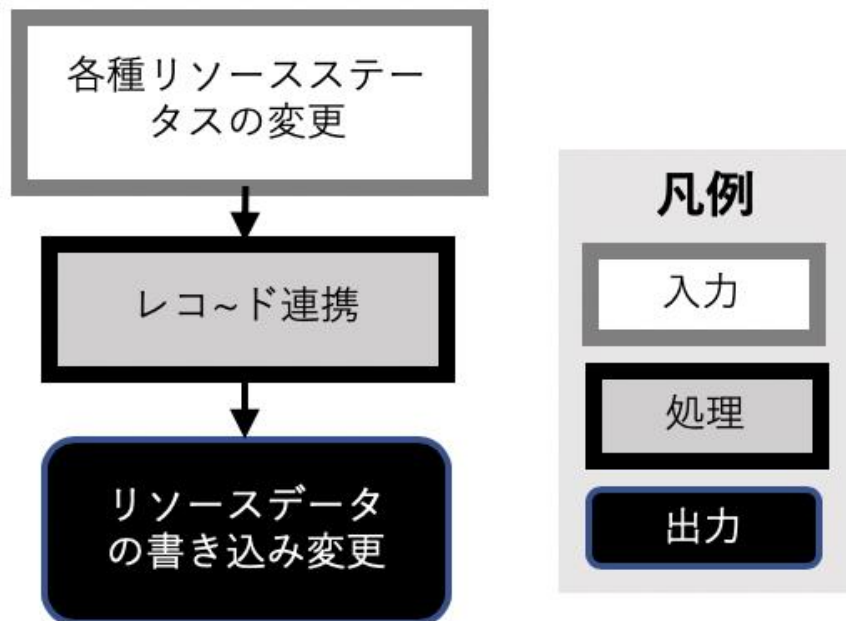 各種リソースステー
タスの変更
レコ~ド連携
リソースデータ
の書き込み変更
凡例
入力
処理
出力